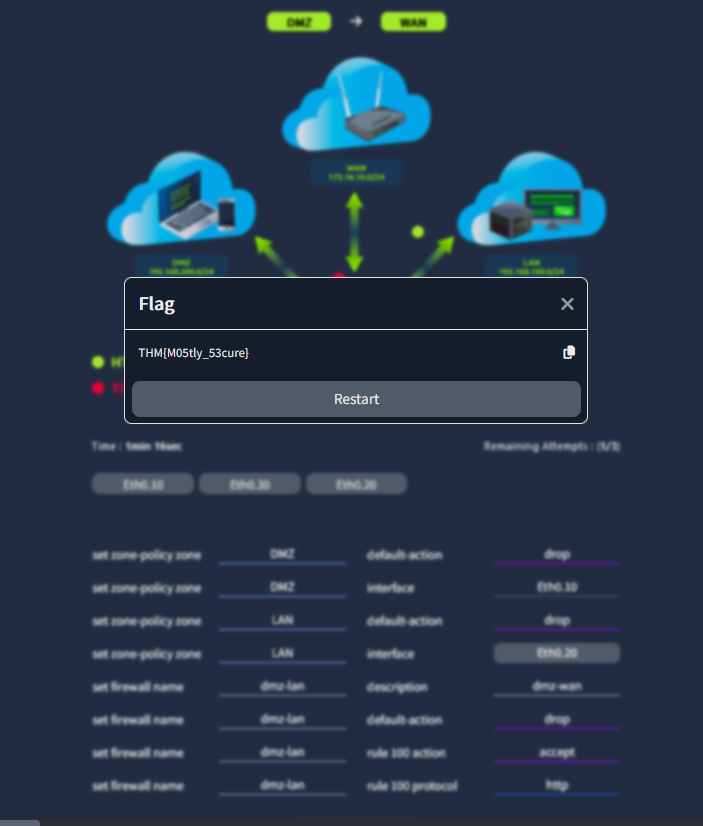 DMZ → WAN
WAN
172.16.10.0/24
DMZ
192.168.200.0/24
LAN
192.168.100.0/24
Flag
THM{M05tly_53cure}
Restart
Time : 1min 16sec
Remaining Attempts : (1/3)
Eth0.10 Eth0.30 Eth0.20
set zone-policy zone DMZ default-action drop
set zone-policy zone DMZ interface Eth0.10
set zone-policy zone LAN default-action drop
set zone-policy zone LAN interface Eth0.20
set firewall name dmz-lan description dmz-wan
set firewall name dmz-lan default-action drop
set firewall name dmz-lan rule 100 action accept
set firewall name dmz-lan rule 100 protocol http